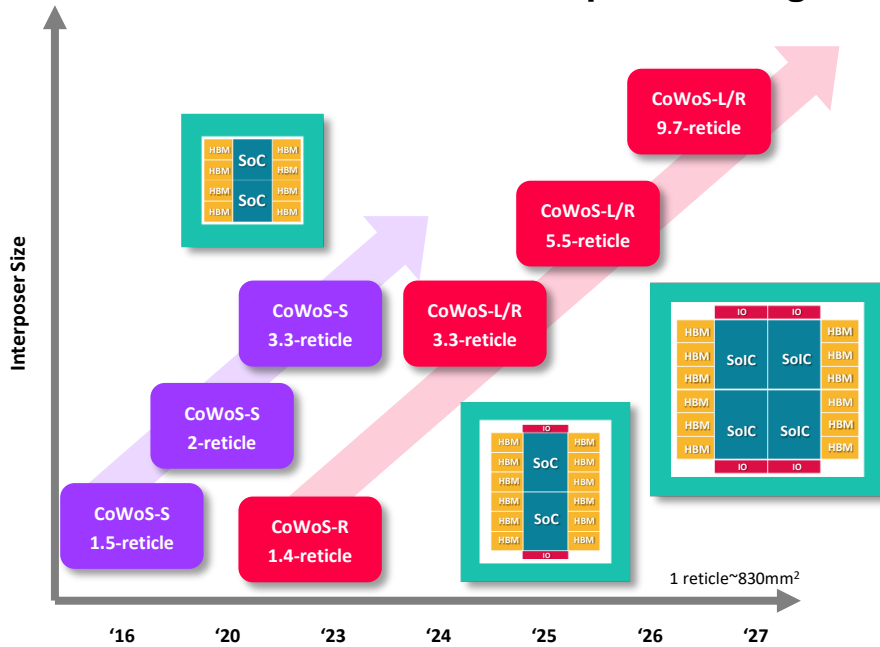 Interposer Size
CoWoS-L/R
9.7-reticle
CoWoS-L/R
5.5-reticle
CoWoS-S
3.3-reticle
CoWoS-L/R
3.3-reticle
CoWoS-S
2-reticle
CoWoS-S
1.5-reticle
CoWoS-R
1.4-reticle
HBM HBM
SoC
HBM HBM
HBM HBM
SoC
HBM HBM
IO
HBM HBM
HBM SoC HBM
HBM HBM
HBM HBM
HBM SoC HBM
HBM HBM
IO
IO IO
HBM HBM
HBM SoIC SoIC HBM
HBM HBM
HBM HBM
HBM SoIC SoIC HBM
HBM HBM
IO IO
1 reticle~830mm²
‘16 ‘20 ‘23 ‘24 ‘25 ‘26 ‘27